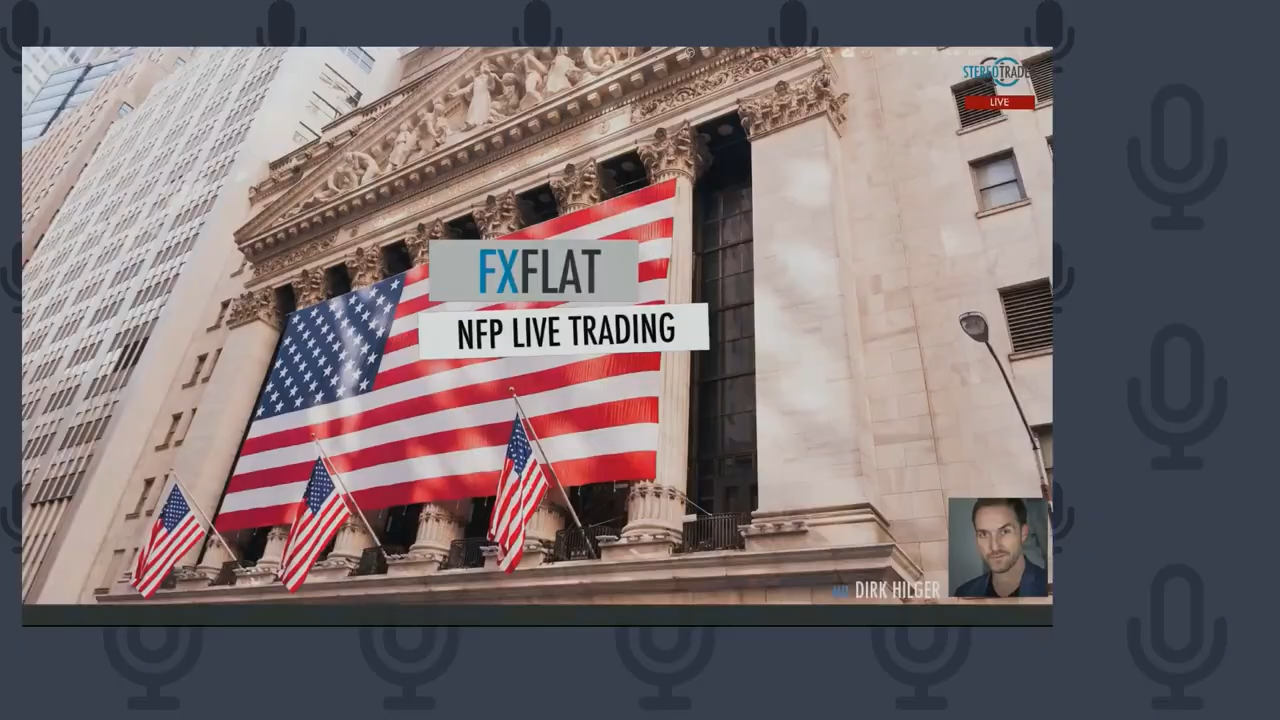 STEREOTRADE
LIVE
FXFLAT
NFP LIVE TRADING
DIRK HILGER